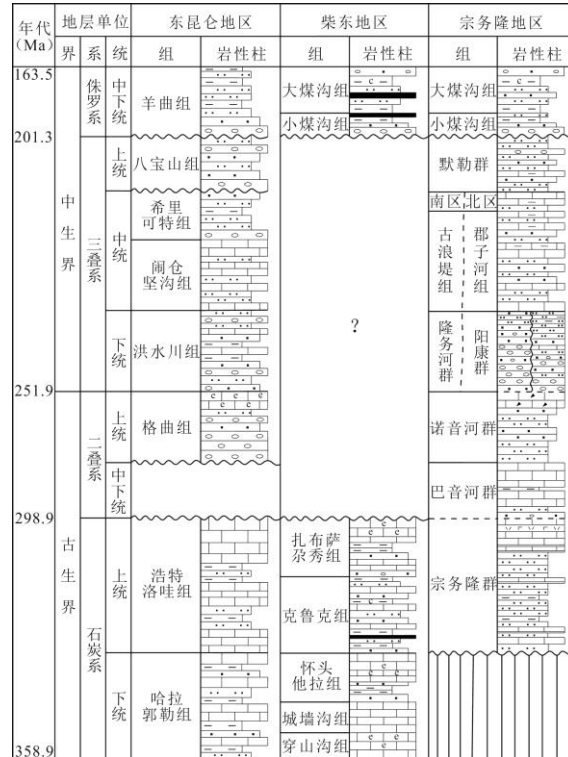 年代 (Ma) 地层单位 东昆仑地区 柴东地区 宗务隆地区
界 系 统 组 岩性柱 组 岩性柱 组 岩性柱
163.5
侏罗系 中下统 羊曲组 大煤沟组 大煤沟组
小煤沟组 小煤沟组
201.3
中生界 三叠系 上统 八宝山组 默勒群
中统 希里可特组 南区 北区
闹仓坚沟组 古浪堤组 郡子河组
?
下统 洪水川组 隆务河群 阳康群
251.9
古生界 二叠系 上统 格曲组 诺音河群
中下统 巴音河群
298.9
石炭系 上统 浩特洛哇组 扎布萨尕秀组 宗务隆群
克鲁克组
下统 哈拉郭勒组 怀头他拉组
城墙沟组
穿山沟组
358.9